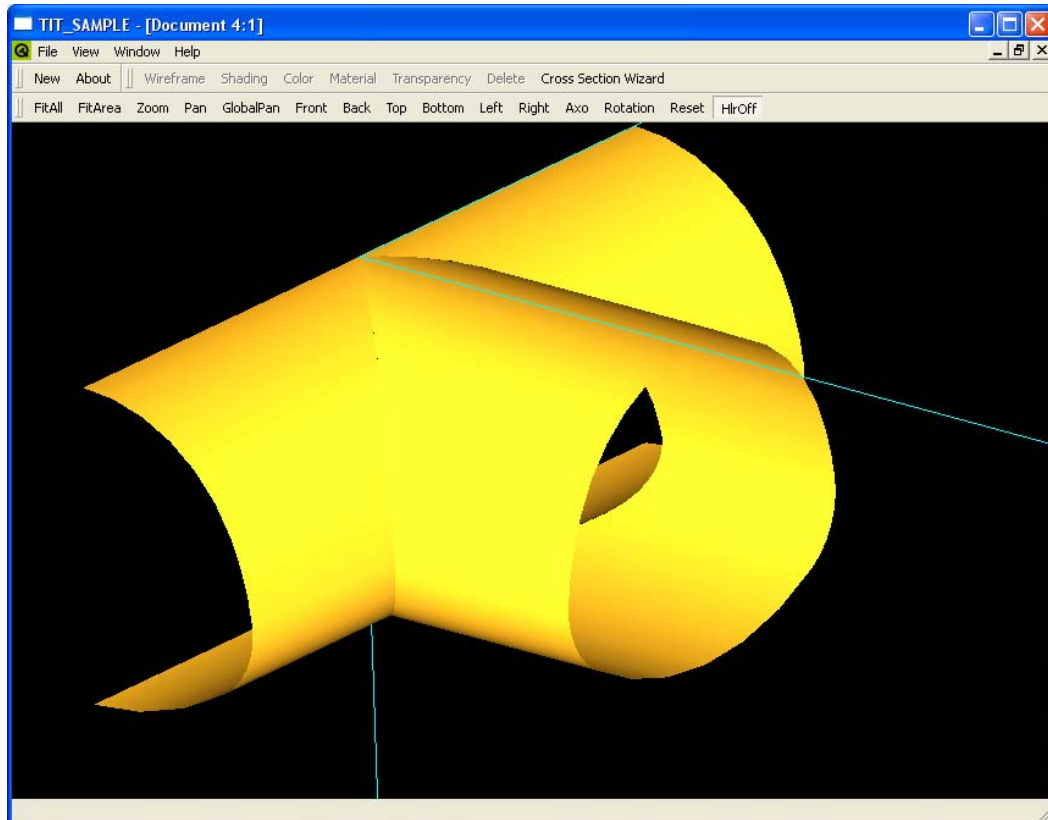 TIT_SAMPLE - [Document 4:1]
File View Window Help
New About Wireframe Shading Color Material Transparency Delete Cross Section Wizard
FitAll FitArea Zoom Pan GlobalPan Front Back Top Bottom Left Right Axo Rotation Reset HlrOff